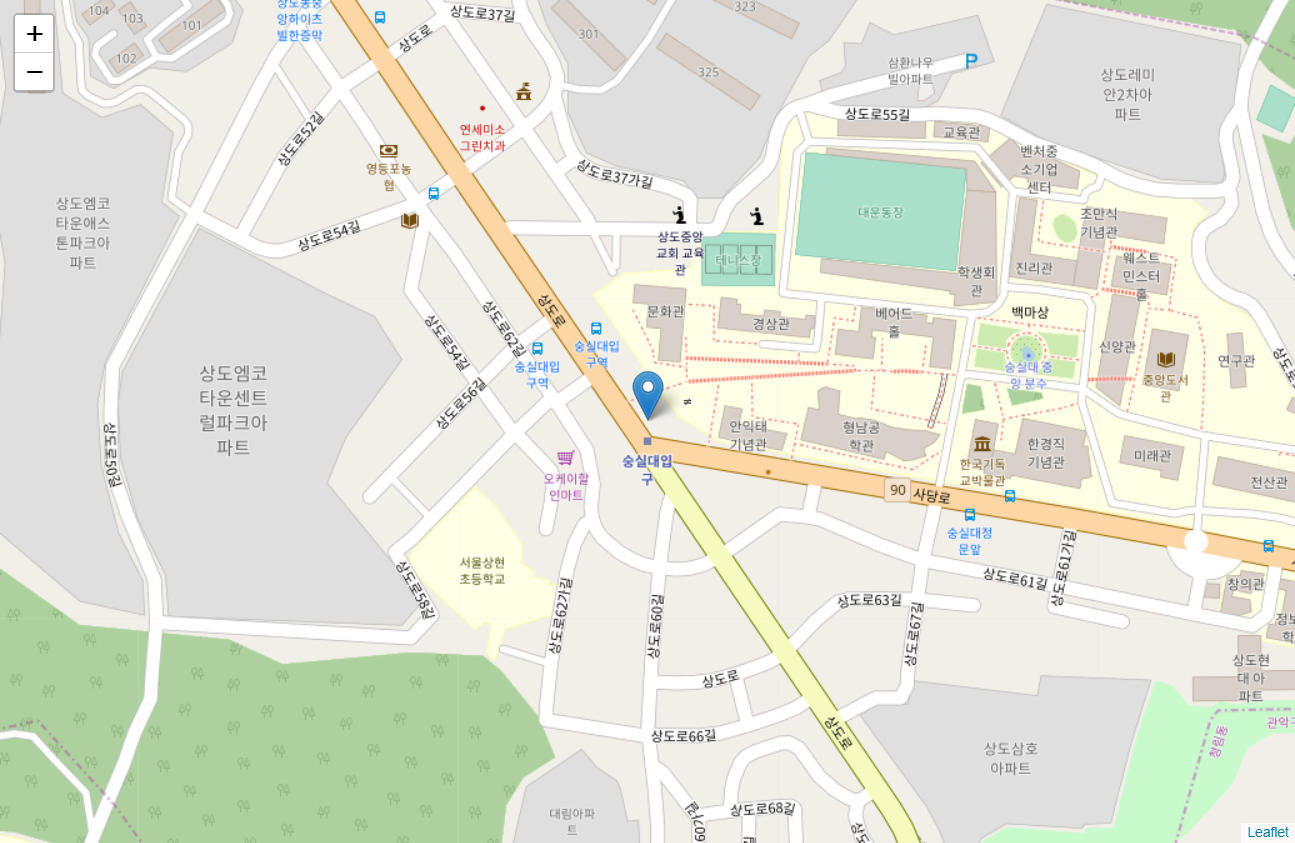 +
−
104
103
101
102
앙하이츠
빌한증막
상도로37길
323
301
325
삼환나우
빌아파트
P
상도레미
안2차아
파트
상도로
상도로52길
연세미소
그린치과
영등포농
협
상도로37가길
상도로55길
교육관
벤처중
소기업
센터
상도엠코
타운애스
톤파크아
파트
상도로54길
상도중앙
교회 교육
관
테니스장
대운동장
조만식
기념관
학생회
관
진리관
웨스트
민스터
홀
상도로
상도로62길
상도로54길
문화관
경상관
베어드
홀
백마상
숭실대입
구역
숭실대입
구역
숭실대 중
앙 분수
신양관
중앙도서
관
연구관
상도엠코
타운센트
럴파크아
파트
상도로56길
상도로50길
안익태
기념관
형남공
학관
한국기독
교박물관
한경직
기념관
미래관
전산관
숭실대입
구
오케이할
인마트
90
사당로
숭실대정
문앞
서울상현
초등학교
상도로58길
상도로62가길
상도로60길
상도로61길
상도로61가길
창의관
상도로63길
상도로67길
상도현
대 아
파트
상도로
상도로66길
상도로
상도삼호
아파트
청림동
관악구
대림아파
트
상도로68길
Leaflet